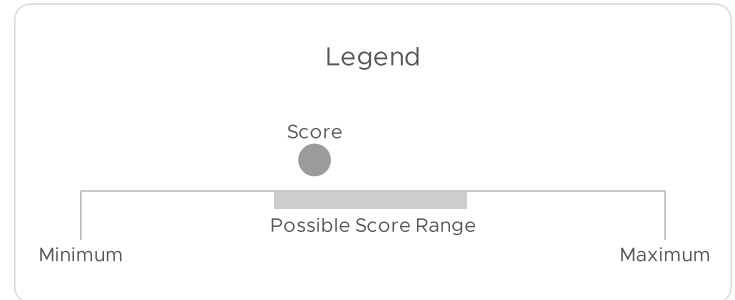 Legend
Score
Possible Score Range
Minimum
Maximum